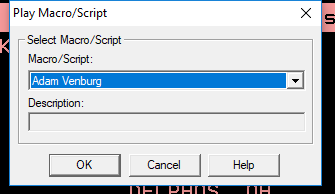 Play Macro/Script
S
Select Macro/Script
K
Macro/Script:
Adam Venburg
Description:
OK Cancel Help
DELPHOS OH